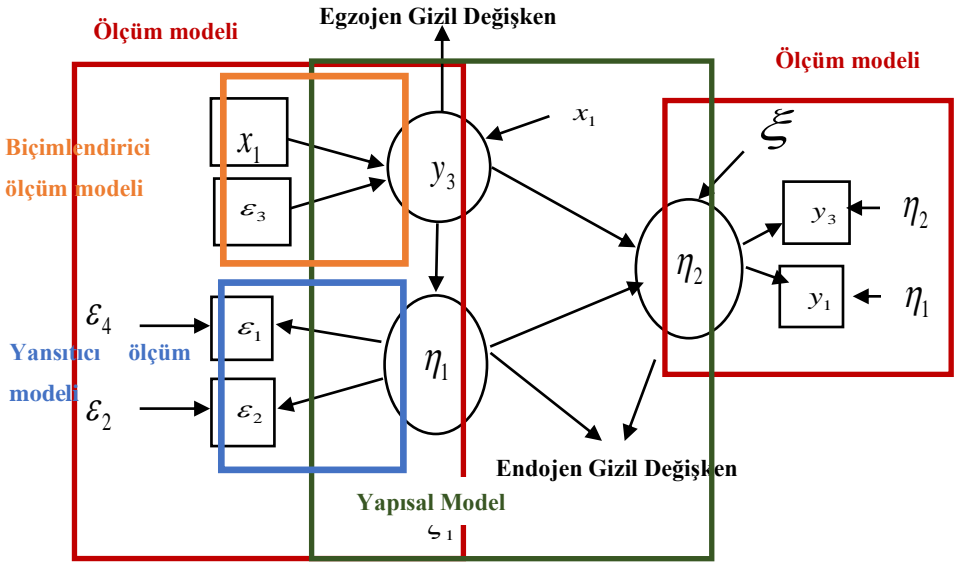 Egzojen Gizil Değişken
Ölçüm modeli
Ölçüm modeli
Biçimlendirici
ölçüm modeli
x₁
ε₃
y₃
x₁
ξ
η₂
y₃
η₂
y₁
η₁
ε₄
ε₁
Yansıtıcı ölçüm
modeli
ε₂
ε₂
η₁
Endojen Gizil Değişken
Yapısal Model
ς₁